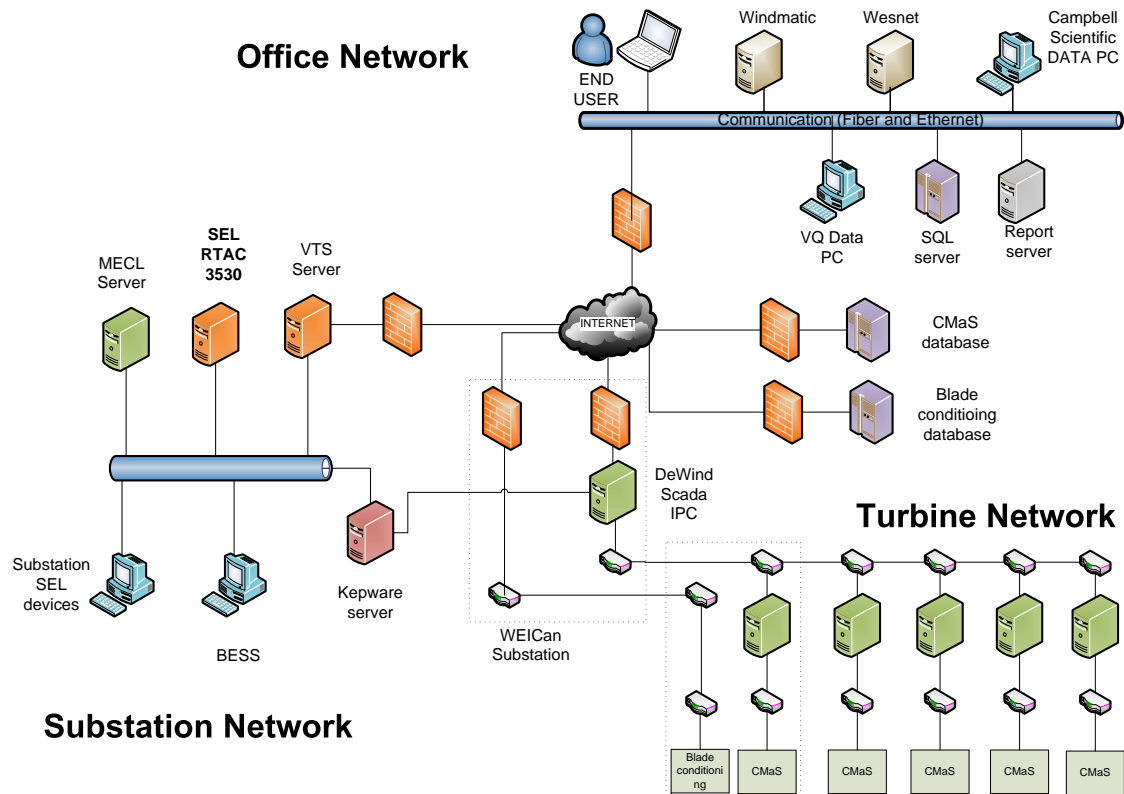 Office Network
END
USER
Windmatic
Wesnet
Campbell
Scientific
DATA PC
Communication (Fiber and Ethernet)
VQ Data
PC
SQL
server
Report
server
MECL
Server
SEL
RTAC
3530
VTS
Server
INTERNET
CMaS
database
Blade
conditioing
database
DeWind
Scada
IPC
Turbine Network
Substation
SEL
devices
BESS
Kepware
server
WEICan
Substation
Substation Network
Blade
conditioni
ng
CMaS
CMaS
CMaS
CMaS
CMaS